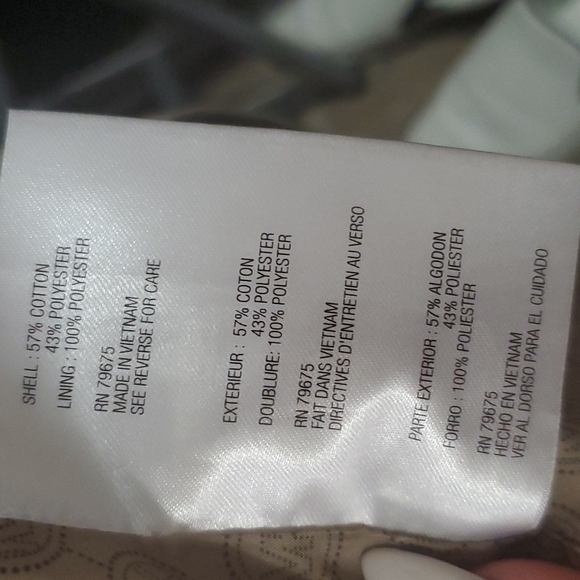 SHELL : 57% COTTON
43% POLYESTER
LINING : 100% POLYESTER
RN 79675
MADE IN VIETNAM
SEE REVERSE FOR CARE
EXTERIEUR : 57% COTON
43% POLYESTER
DOUBLURE: 100% POLYESTER
RN 79675
FAIT DANS VIETNAM
DIRECTIVES D'ENTRETIEN AU VERSO
PARTE EXTERIOR : 57% ALGODON
43% POLIESTER
FORRO : 100% POLIESTER
RN 79675
HECHO EN VIETNAM
VER AL DORSO PARA EL CUIDADO